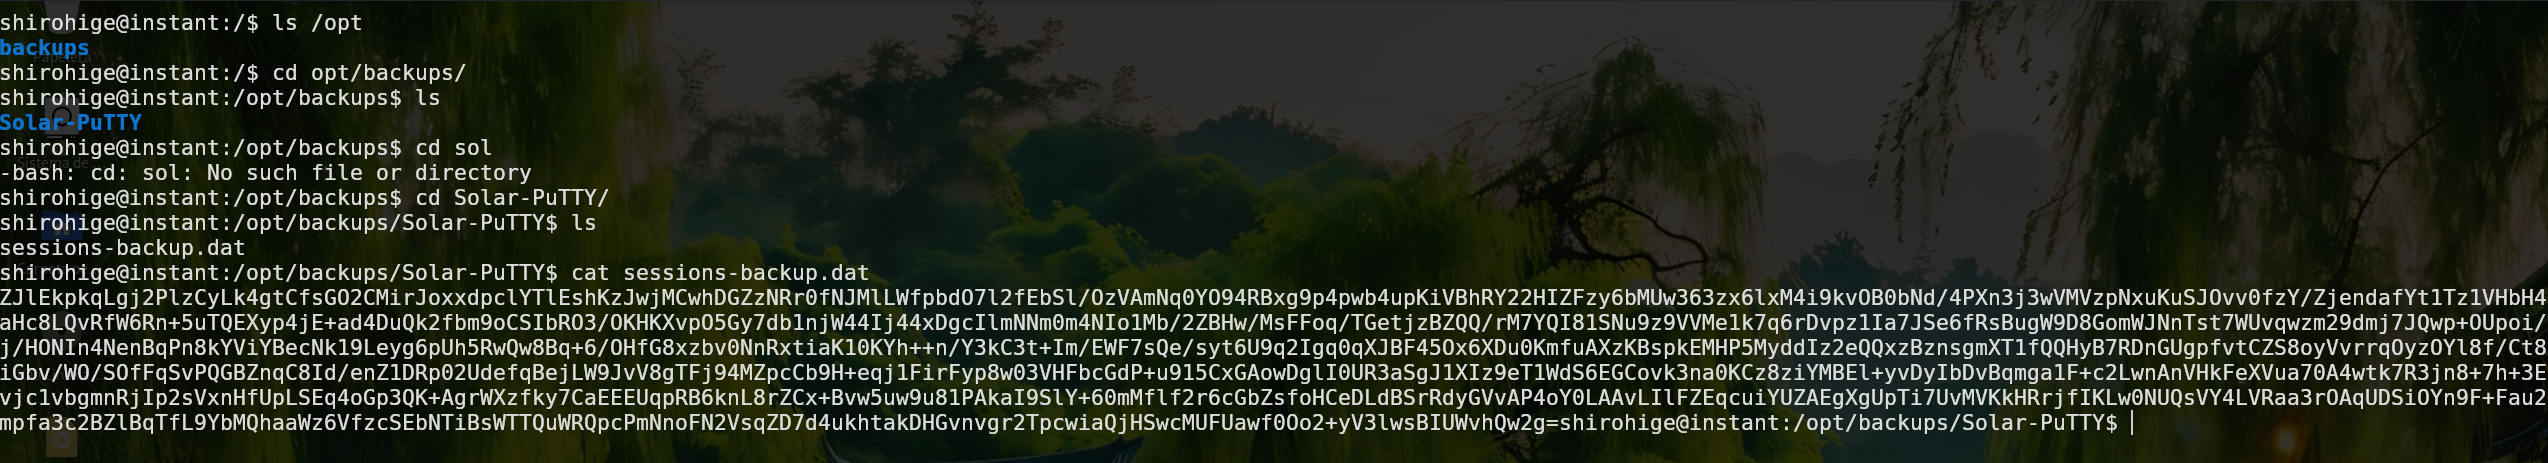 shirohige@instant:/$ ls /opt
backups
shirohige@instant:/$ cd opt/backups/
shirohige@instant:/opt/backups$ ls
Solar-PuTTY
shirohige@instant:/opt/backups$ cd sol
-bash: cd: sol: No such file or directory
shirohige@instant:/opt/backups$ cd Solar-PuTTY/
shirohige@instant:/opt/backups/Solar-PuTTY$ ls
sessions-backup.dat
shirohige@instant:/opt/backups/Solar-PuTTY$ cat sessions-backup.dat
ZJlEkpkqLgj2PlzCyLk4gtCfsGO2CMirJoxxdpclYTlEshKzJwjMCwhDGZzNRr0fNJMlLWfpbdO7l2fEbSl/OzVAmNq0YO94RBxg9p4pwb4upKiVBhRY22HIZFzy6bMUw363zx6lxM4i9kvOB0bNd/4PXn3j3wVMVzpNxuKuSJOvv0fzY/ZjendafYt1Tz1VHbH4
aHc8LQvRfW6Rn+5uTQEXyp4jE+ad4DuQk2fbm9oCSIbRO3/OKHKXvpO5Gy7db1njW44Ij44xDgcIlmNNm0m4NIo1Mb/2ZBHw/MsFFoq/TGetjzBZQQ/rM7YQI81SNu9z9VVMe1k7q6rDvpz1Ia7JSe6fRsBugW9D8GomWJNnTst7WUvqwzm29dmj7JQwp+OUpoi/
j/HONIn4NenBqPn8kYViYBecNk19Leyg6pUh5RwQw8Bq+6/OHfG8xzbv0NnRxtiaK10KYh++n/Y3kC3t+Im/EWF7sQe/syt6U9q2Igq0qXJBF45Ox6XDu0KmfuAXzKBspkEMHP5MyddIz2eQQxzBznsgmXT1fQQHyB7RDnGUgpfvtCZS8oyVvrrqOyzOYl8f/Ct8
iGbv/WO/SOfFqSvPQGBZnqC8Id/enZ1DRp02UdefqBejLW9JvV8gTFj94MZpcCb9H+eqj1FirFyp8w03VHFbcGdP+u915CxGAowDglI0UR3aSgJ1XIz9eT1WdS6EGCovk3na0KCz8ziYMBEl+yvDyIbDvBqmga1F+c2LwnAnVHkFeXVua70A4wtk7R3jn8+7h+3E
vjc1vbgmnRjIp2sVxnHfUpLSEq4oGp3QK+AgrWXzfky7CaEEEUqpRB6knL8rZCx+Bvw5uw9u81PAkaI9SlY+60mMflf2r6cGbZsfoHCeDLdBSrRdyGVvAP4oY0LAAvLIlFZEqcuiYUZAEgXgUpTi7UvMVKkHRrjfIKLw0NUQsVY4LVRaa3rOAqUDSiOYn9F+Fau2
mpfa3c2BZlBqTfL9YbMQhaaWz6VfzcSEbNTiBsWTTQuWRQpcPmNnoFN2VsqZD7d4ukhtakDHGvnvgr2TpcwiaQjHSwcMUFUawf0Oo2+yV3lwsBIUWvhQw2g=shirohige@instant:/opt/backups/Solar-PuTTY$